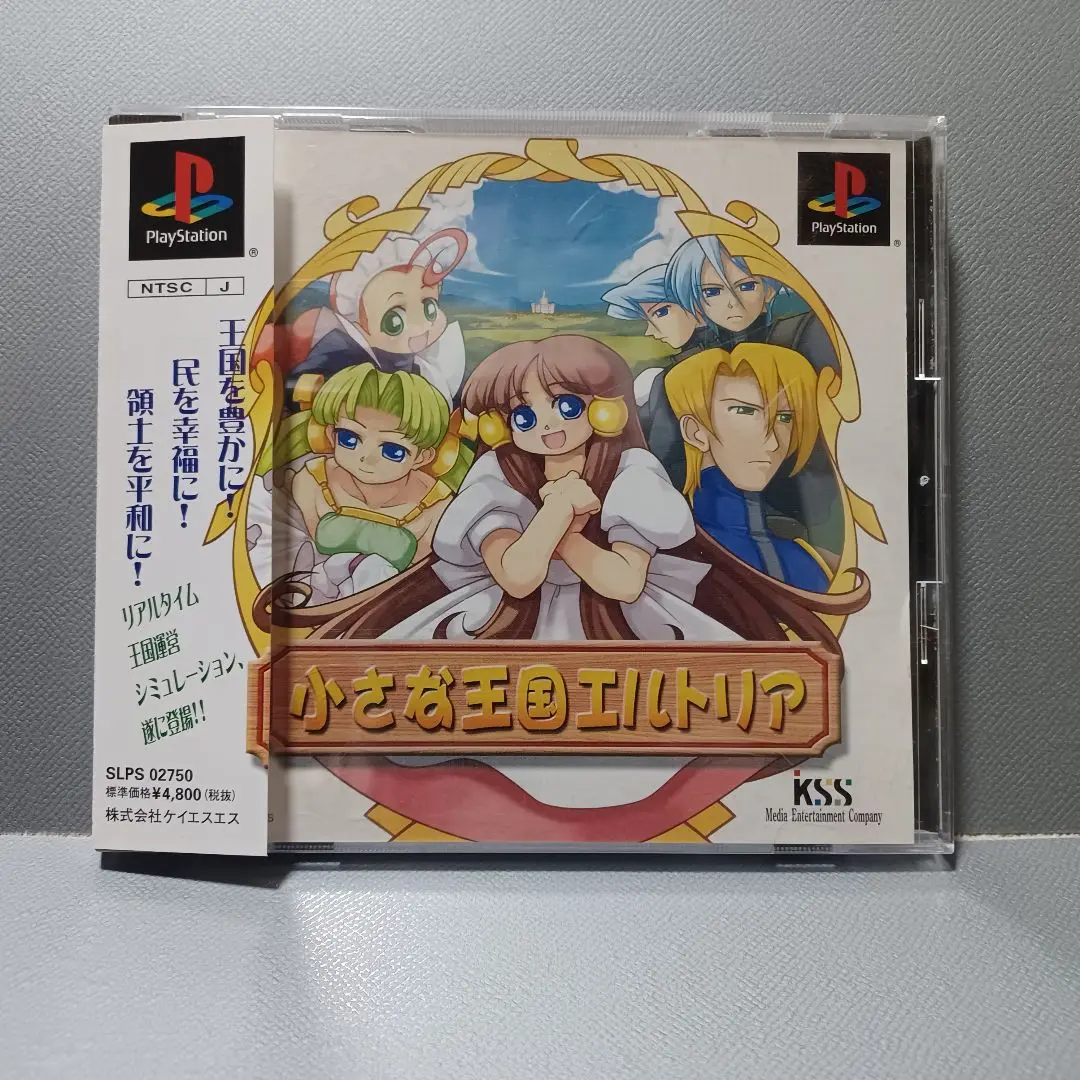 PlayStation
®
NTSC J
王国を豊かに!
民を幸福に!
領土を平和に!
リアルタイム
王国運営
シミュレーション、
遂に登場!!
SLPS 02750
標準価格¥4,800(税抜)
株式会社ケイエスエス
PlayStation
®
小さな王国エルトリア
KSS
Media Entertainment Company